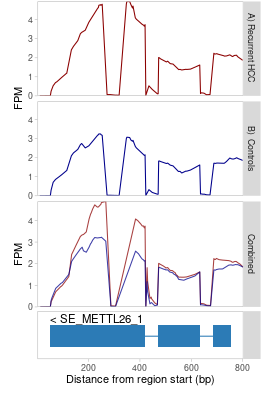 4
3
2
1
0
FPM
A) Recurrent HCC
4
3
2
1
0
B) Controls
4
3
2
1
0
FPM
Combined
< SE_METTL26_1
200
400
600
800
Distance from region start (bp)